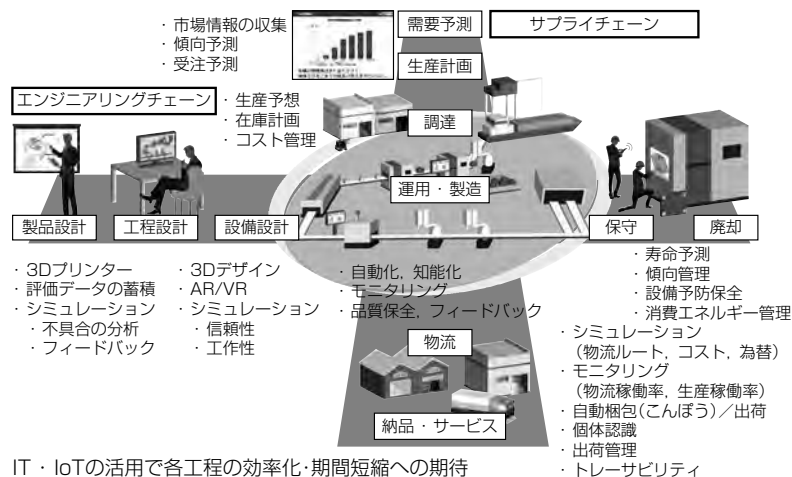 ・市場情報の収集
・傾向予測
・受注予測
需要予測
サプライチェーン
生産計画
エンジニアリングチェーン
・生産予想
・在庫計画
・コスト管理
調達
運用・製造
製品設計
工程設計
設備設計
保守
廃却
・3Dプリンター
・評価データの蓄積
・シミュレーション
・不具合の分析
・フィードバック
・3Dデザイン
・AR/VR
・シミュレーション
・信頼性
・工作性
・自動化，知能化
・モニタリング
・品質保全，フィードバック
・寿命予測
・傾向管理
・設備予防保全
・消費エネルギー管理
物流
納品・サービス
・シミュレーション
（物流ルート，コスト，為替）
・モニタリング
（物流稼働率，生産稼働率）
・自動梱包（こんぽう）／出荷
・個体認識
・出荷管理
・トレーサビリティ
IT・IoTの活用で各工程の効率化・期間短縮への期待